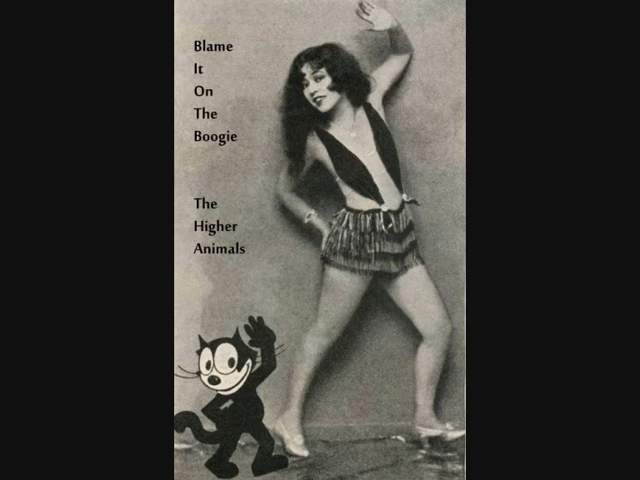 Blame
It
On
The
Boogie
The
Higher
Animals